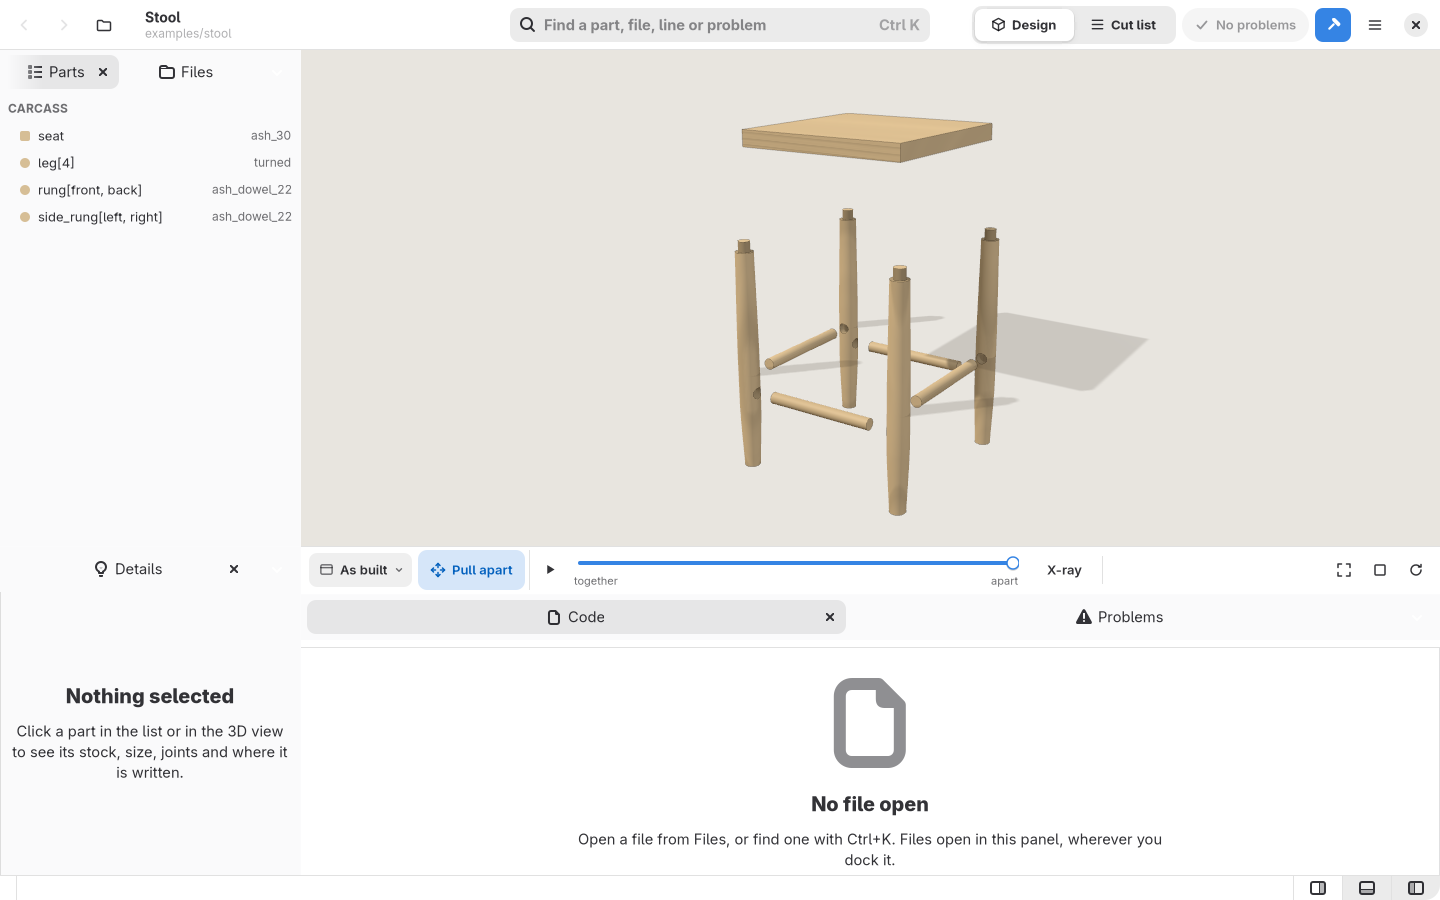 Stool
examples/stool
Find a part, file, line or problem
Ctrl K
Design
Cut list
No problems
Parts
Files
CARCASS
seat
ash_30
leg[4]
turned
rung[front, back]
ash_dowel_22
side_rung[left, right]
ash_dowel_22
As built
Pull apart
together
apart
X-ray
Details
Nothing selected
Click a part in the list or in the 3D view
to see its stock, size, joints and where it
is written.
Code
Problems
No file open
Open a file from Files, or find one with Ctrl+K. Files open in this panel, wherever you
dock it.